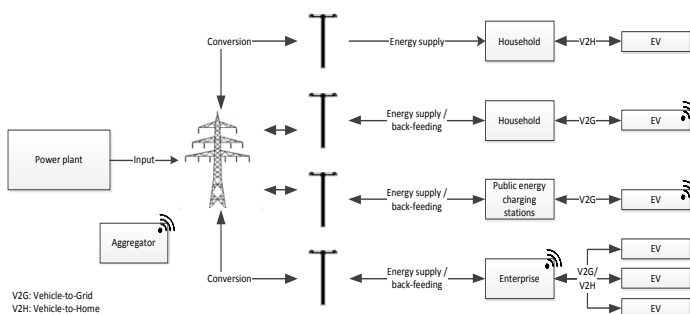 Conversion
Energy supply
Household
V2H
EV
Energy supply /
back-feeding
Household
V2G
EV
Power plant
Input
Energy supply /
back-feeding
Public energy
charging
stations
V2G
EV
Aggregator
Conversion
Energy supply /
back-feeding
Enterprise
V2G/
V2H
EV
EV
EV
V2G: Vehicle-to-Grid
V2H: Vehicle-to-Home